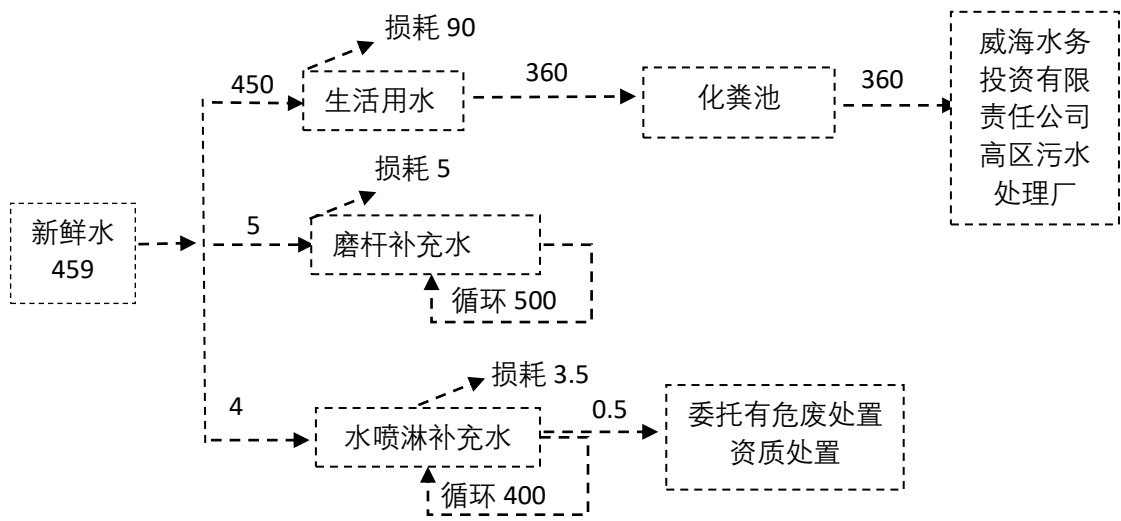 损耗 90
450
生活用水
360
化粪池
360
威海水务
投资有限
责任公司
高区污水
处理厂
损耗 5
新鲜水
459
5
磨杆补充水
循环 500
损耗 3.5
4
水喷淋补充水
0.5
委托有危废处置
资质处置
循环 400